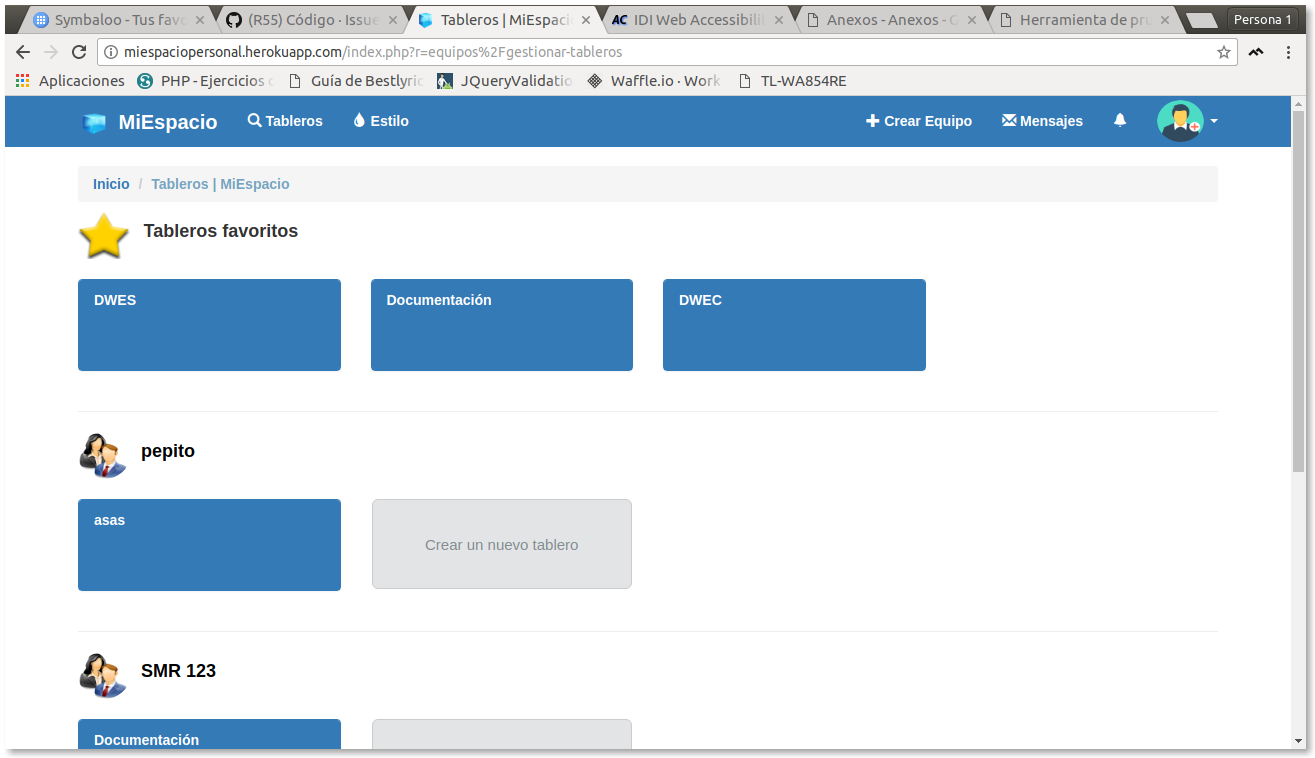 Symbaloo - Tus favo
(R55) Código · Issue
Tableros | MiEspacio
IDI Web Accessibili
Anexos - Anexos - G
Herramienta de pru
Persona 1
miespaciopersonal.herokuapp.com/index.php?r=equipos%2Fgestionar-tableros
Aplicaciones
PHP - Ejercicios
Guía de Bestlyri
JQueryValidatio
Waffle.io · Work
TL-WA854RE
MiEspacio
Tableros
Estilo
Crear Equipo
Mensajes
Inicio / Tableros | MiEspacio
Tableros favoritos
DWES
Documentación
DWEC
pepito
asas
Crear un nuevo tablero
SMR 123
Documentación